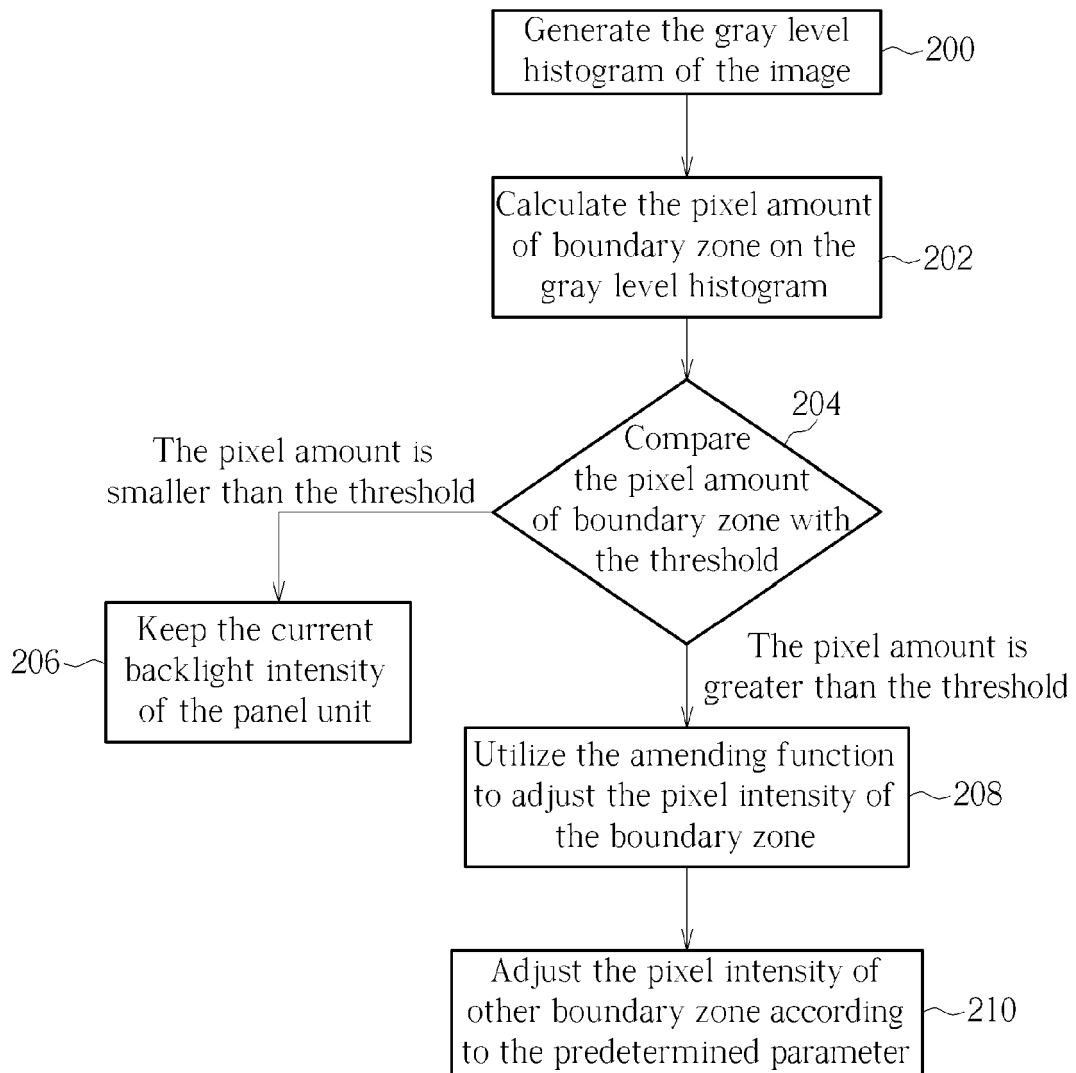 Generate the gray level
histogram of the image
200
Calculate the pixel amount
of boundary zone on the
gray level histogram
202
204
Compare
the pixel amount
of boundary zone with
the threshold
The pixel amount is
smaller than the threshold
206
Keep the current
backlight intensity
of the panel unit
The pixel amount is
greater than the threshold
Utilize the amending function
to adjust the pixel intensity of
the boundary zone
208
Adjust the pixel intensity of
other boundary zone according
to the predetermined parameter
210